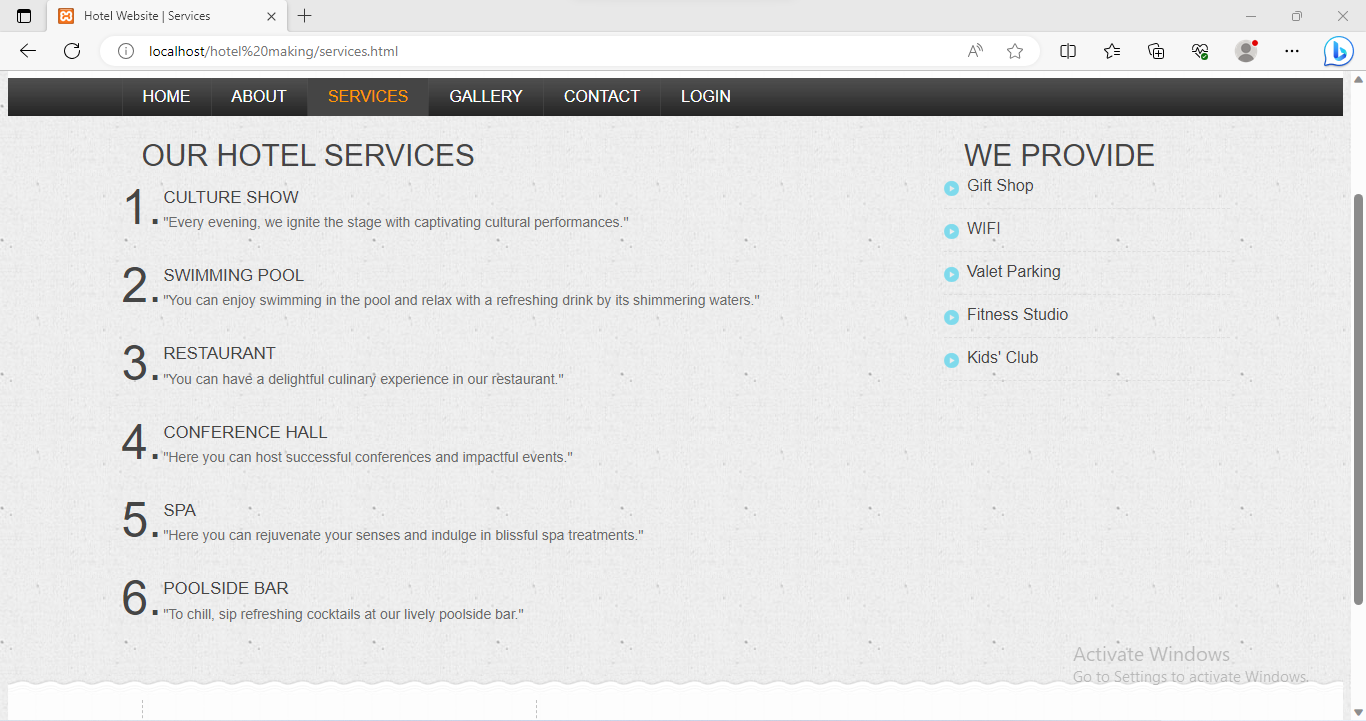 Hotel Website | Services
localhost/hotel%20making/services.html
HOME ABOUT SERVICES GALLERY CONTACT LOGIN
OUR HOTEL SERVICES
1. CULTURE SHOW
"Every evening, we ignite the stage with captivating cultural performances."
2. SWIMMING POOL
"You can enjoy swimming in the pool and relax with a refreshing drink by its shimmering waters."
3. RESTAURANT
"You can have a delightful culinary experience in our restaurant."
4. CONFERENCE HALL
"Here you can host successful conferences and impactful events."
5. SPA
"Here you can rejuvenate your senses and indulge in blissful spa treatments."
6. POOLSIDE BAR
"To chill, sip refreshing cocktails at our lively poolside bar."
WE PROVIDE
Gift Shop
WIFI
Valet Parking
Fitness Studio
Kids' Club
Activate Windows
Go to Settings to activate Windows.